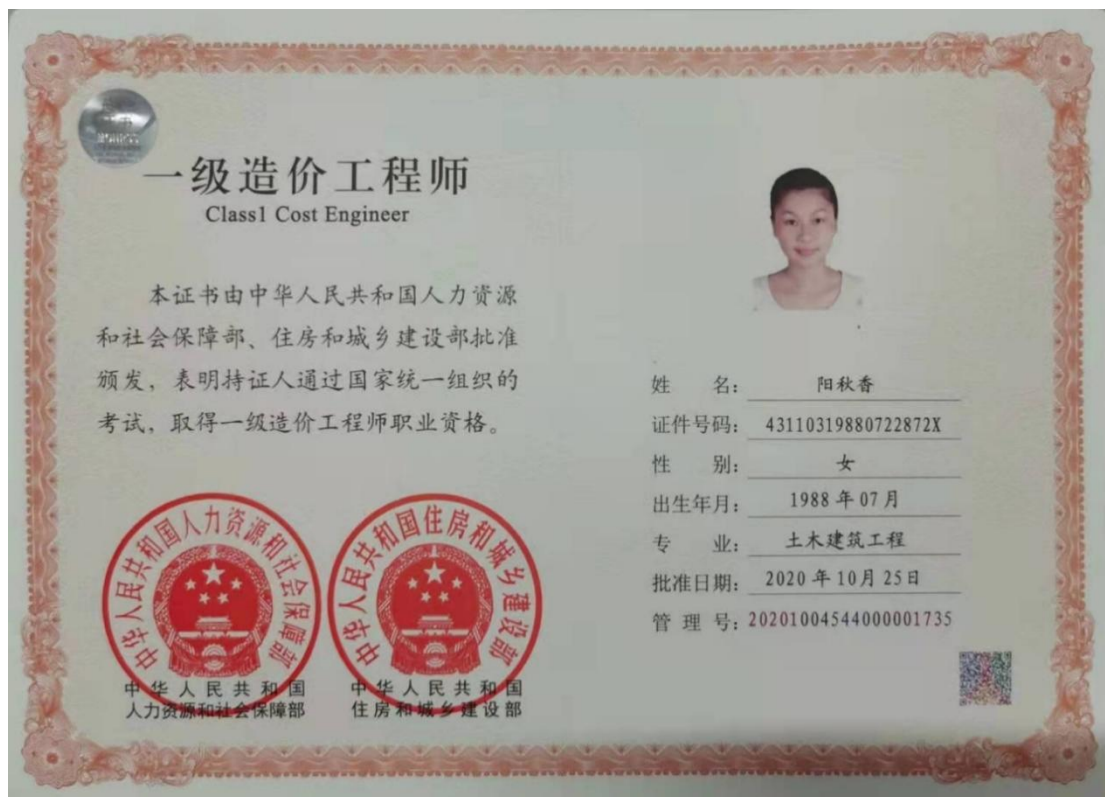 一级造价工程师
Class1 Cost Engineer
本证书由中华人民共和国人力资源
和社会保障部、住房和城乡建设部批准
颁发，表明持证人通过国家统一组织的
考试，取得一级造价工程师职业资格。
中华人民共和国人力资源和社会保障部
中华人民共和国住房和城乡建设部
中华人民共和国
人力资源和社会保障部
中华人民共和国
住房和城乡建设部
姓 名： 阳秋香
证件号码： 43110319880722872X
性 别： 女
出生年月： 1988年07月
专 业： 土木建筑工程
批准日期： 2020年10月25日
管 理 号： 20201004544000001735